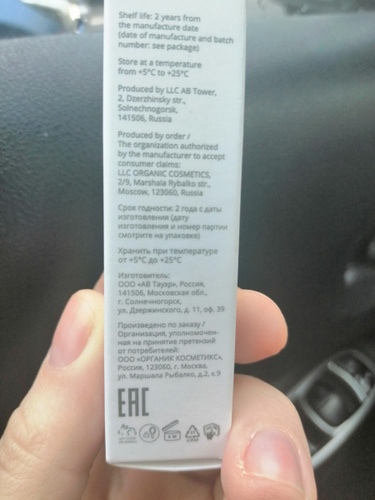 Shelf life: 2 years from
the manufacture date
(date of manufacture and batch
number: see package)
Store at a temperature
from +5°C to +25°C
Produced by LLC AB Tower,
2, Dzerzhinsky str.,
Solnechnogorsk,
141506, Russia
Produced by order /
The organization authorized
by the manufacturer to accept
consumer claims:
LLC ORGANIC COSMETICS,
2/9, Marshala Rybalko str.,
Moscow, 123060, Russia
Срок годности: 2 года с даты
изготовления (дату
изготовления и номер партии
смотрите на упаковке)
Хранить при температуре
от +5°C до +25°C
Изготовитель:
ООО «АВ Тауэр», Россия,
141506, Московская обл.,
г. Солнечногорск,
ул. Дзержинского, д. 11, оф. 39
Произведено по заказу /
Организация, уполномочен-
ная на принятие претензий
от потребителей:
ООО «ОРГАНИК КОСМЕТИКС»,
Россия, 123060, г. Москва,
ул. Маршала Рыбалко, д.2, к.9
EAC